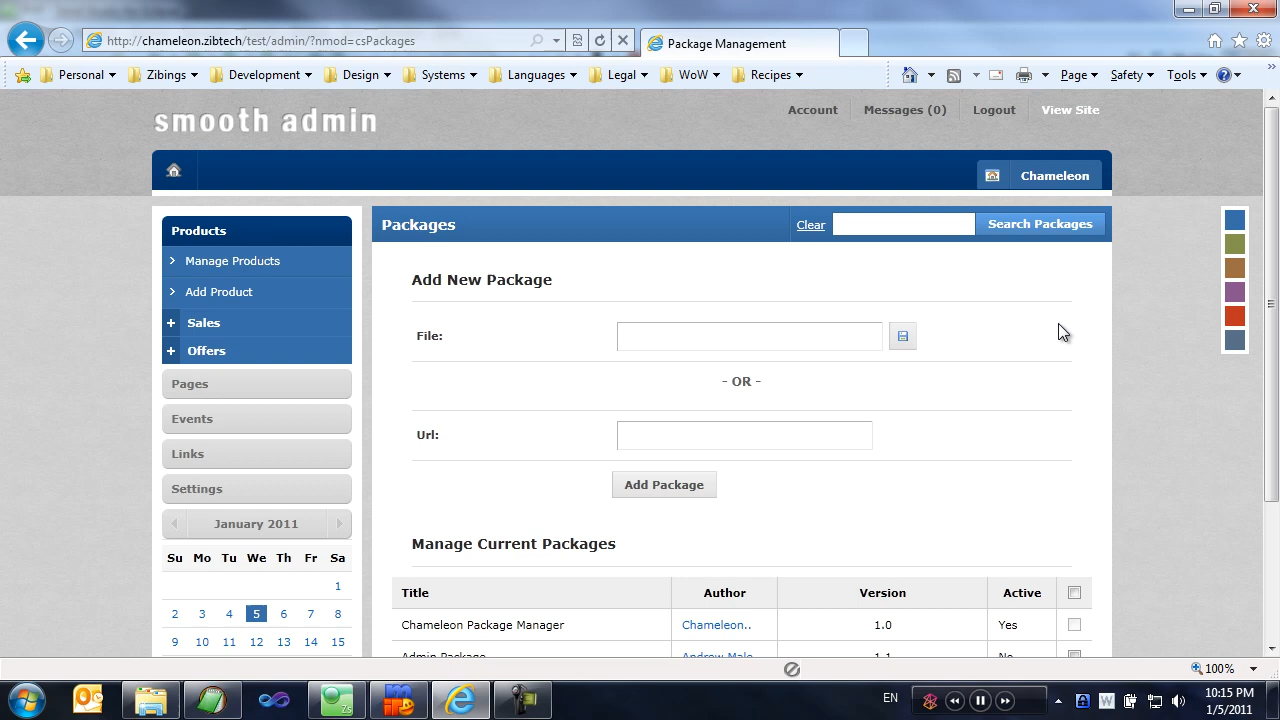 http://chameleon.zibtech/test/admin/?nmod=csPackages
Package Management
Personal Zibings Development Design Systems Languages Legal WoW Recipes
Page Safety Tools
smooth admin
Account Messages (0) Logout View Site
Chameleon
Products
Manage Products
Add Product
Sales
Offers
Pages
Events
Links
Settings
January 2011
Su Mo Tu We Th Fr Sa
1
2 3 4 5 6 7 8
9 10 11 12 13 14 15
Packages
Clear
Search Packages
Add New Package
File:
- OR -
Url:
Add Package
Manage Current Packages
Title Author Version Active
Chameleon Package Manager Chameleon.. 1.0 Yes
Admin Package Andrew Male 1.1 No
100%
EN
10:15 PM
1/5/2011